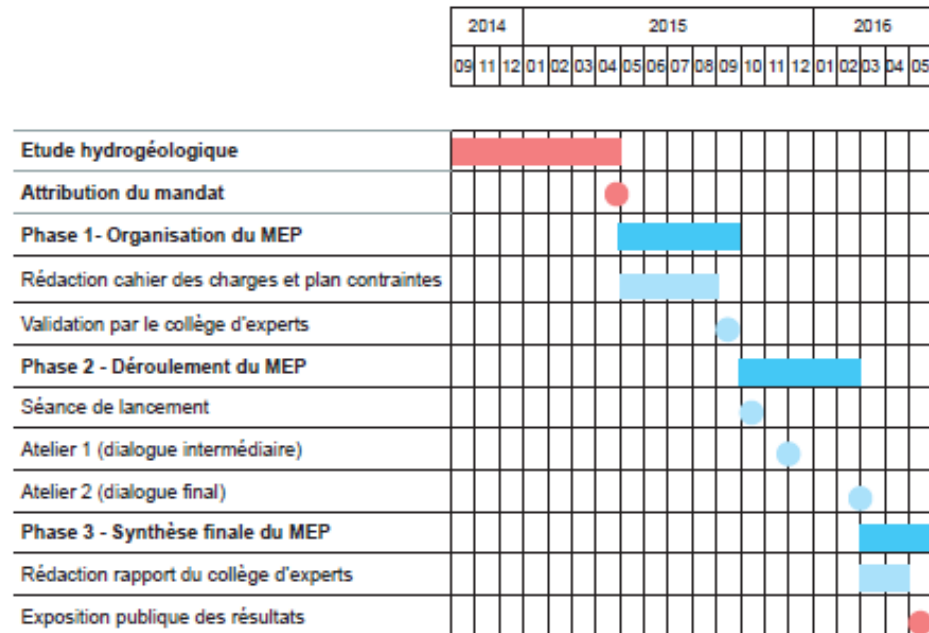 2014 2015 2016
09 11 12 01 02 03 04 05 06 07 08 09 10 11 12 01 02 03 04 05
Etude hydrogéologique
Attribution du mandat
Phase 1- Organisation du MEP
Rédaction cahier des charges et plan contraintes
Validation par le collège d'experts
Phase 2 - Déroulement du MEP
Séance de lancement
Atelier 1 (dialogue intermédiaire)
Atelier 2 (dialogue final)
Phase 3 - Synthèse finale du MEP
Rédaction rapport du collège d'experts
Exposition publique des résultats